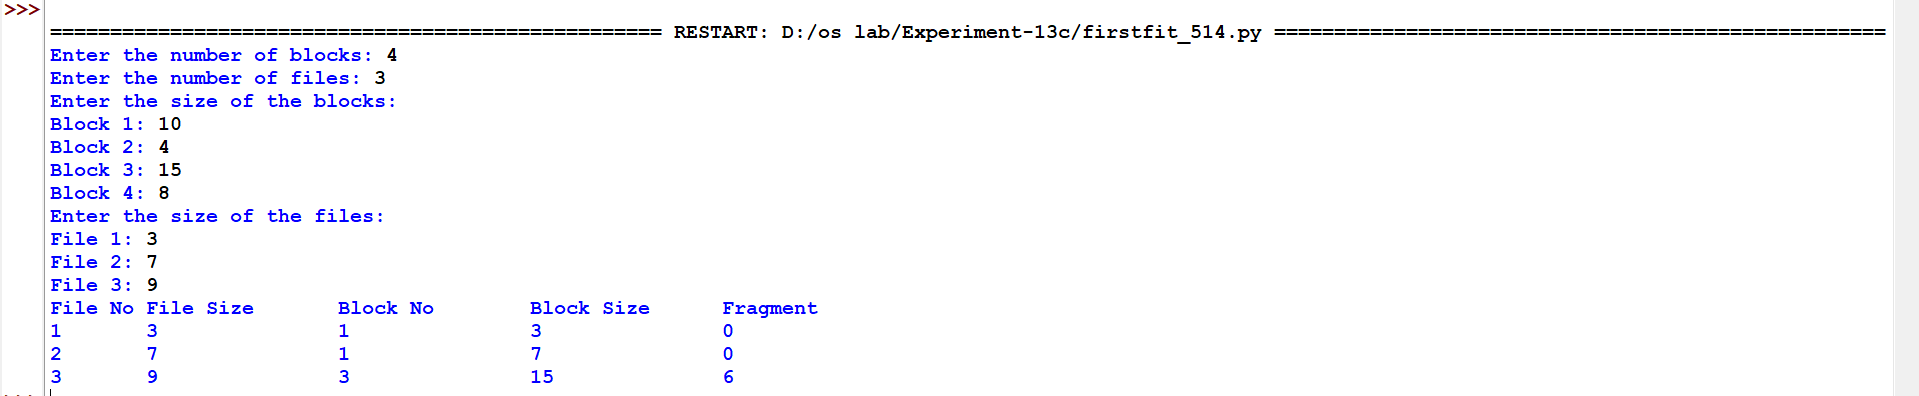 >>>
=================================================== RESTART: D:/os lab/Experiment-13c/firstfit_514.py ===================================================
Enter the number of blocks: 4
Enter the number of files: 3
Enter the size of the blocks:
Block 1: 10
Block 2: 4
Block 3: 15
Block 4: 8
Enter the size of the files:
File 1: 3
File 2: 7
File 3: 9
File No File Size Block No Block Size Fragment
1 3 1 3 0
2 7 1 7 0
3 9 3 15 6